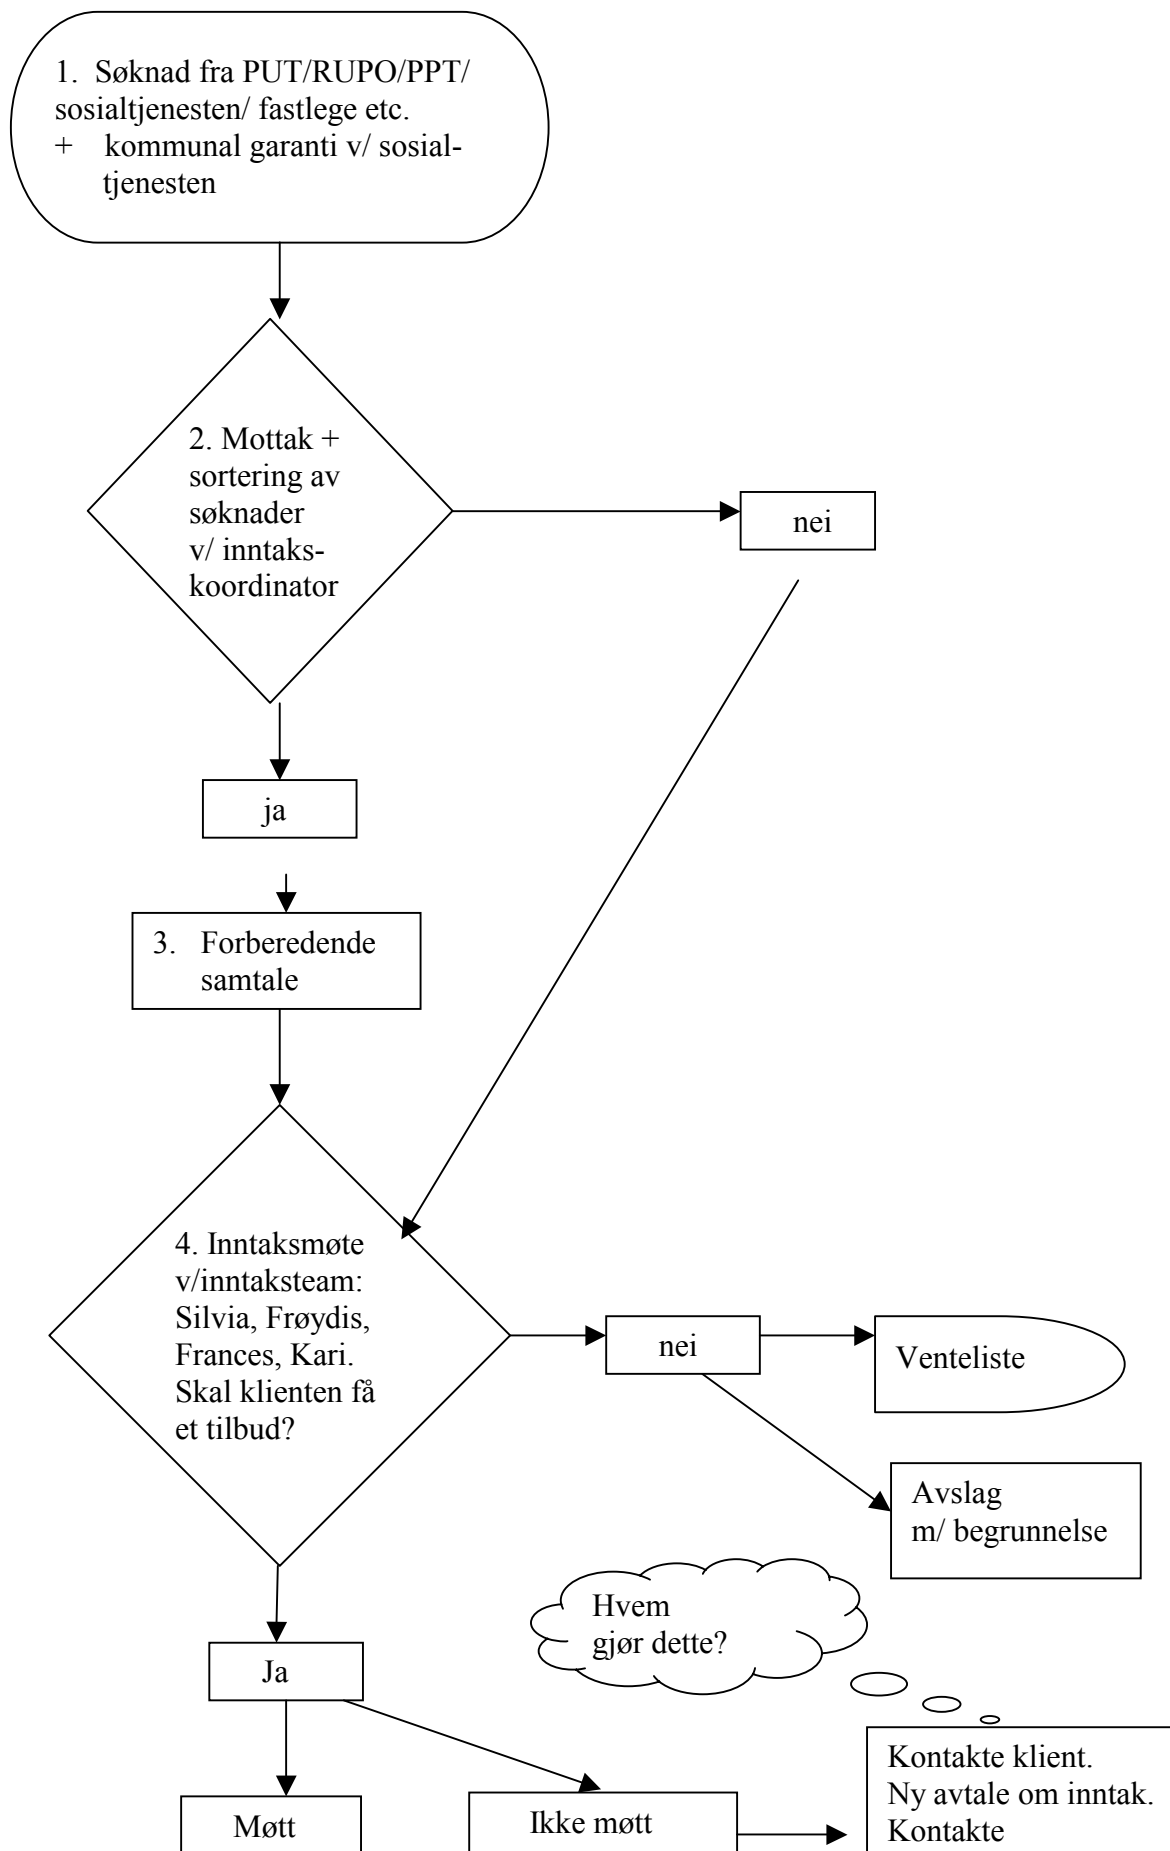 1. Søknad fra PUT/RUPO/PPT/
sosialtjenesten/ fastlege etc.
+ kommunal garanti v/ sosial-
tjenesten
2. Mottak +
sortering av
søknader
v/ inntaks-
koordinator
nei
ja
3. Forberedende
samtale
4. Inntaksmøte
v/inntaksteam:
Silvia, Frøydis,
Frances, Kari.
Skal klienten få
et tilbud?
nei
Venteliste
Avslag
m/ begrunnelse
Hvem
gjør dette?
Ja
Kontakte klient.
Ny avtale om inntak.
Kontakte
Møtt
Ikke møtt